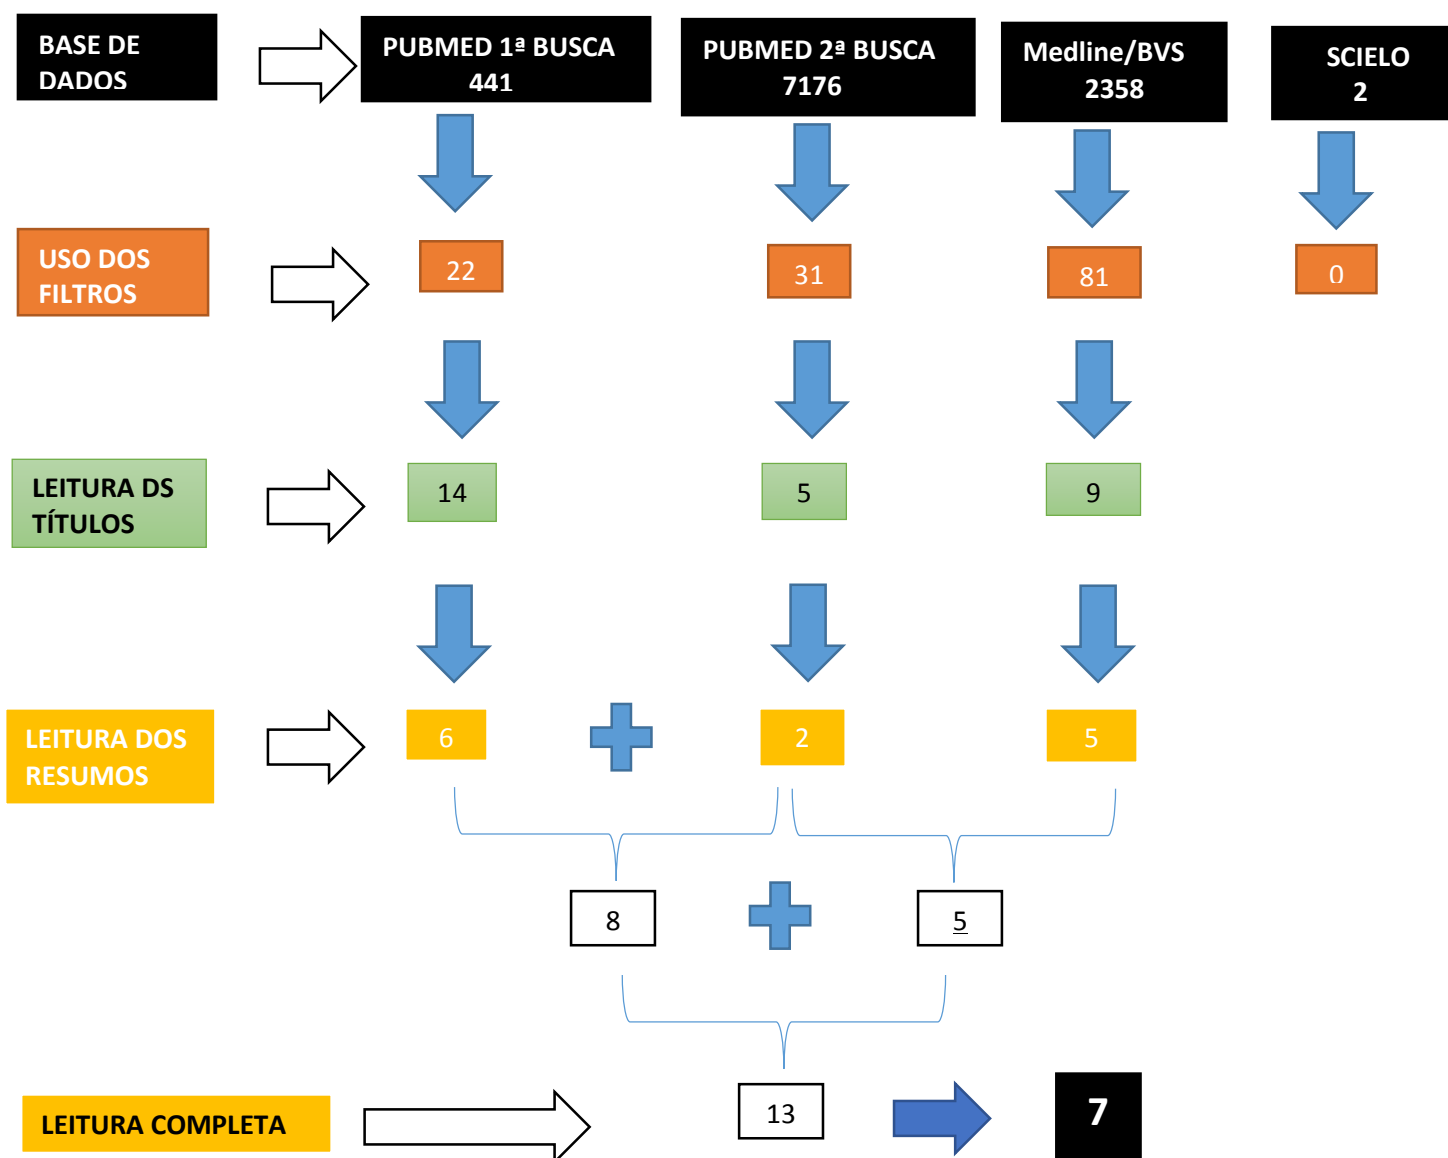 BASE DE
DADOS
PUBMED 1ª BUSCA
441
PUBMED 2ª BUSCA
7176
Medline/BVS
2358
SCIELO
2
USO DOS
FILTROS
22
31
81
0
LEITURA DS
TÍTULOS
14
5
9
LEITURA DOS
RESUMOS
6
2
5
8
5
LEITURA COMPLETA
13
7